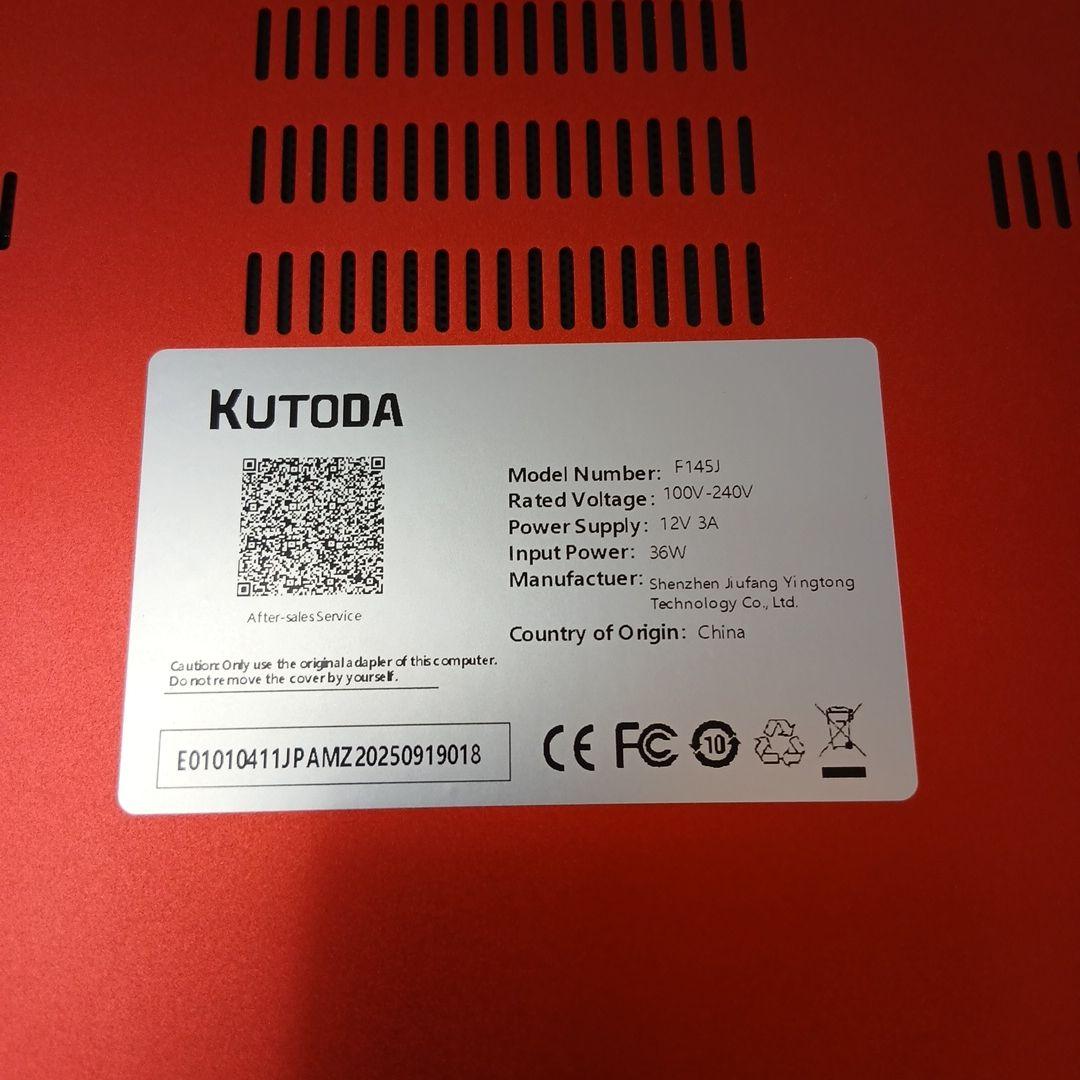 KUTODA
After-sales Service
Caution: Only use the original adapler of this computer.
Do not remove the cover by yourself.
E01010411JPAMZ20250919018
Model Number: F145J
Rated Voltage: 100V-240V
Power Supply: 12V 3A
Input Power: 36W
Manufactuer: Shenzhen Jiufang Yingtong
Technology Co., Ltd.
Country of Origin: China
CE FC 10